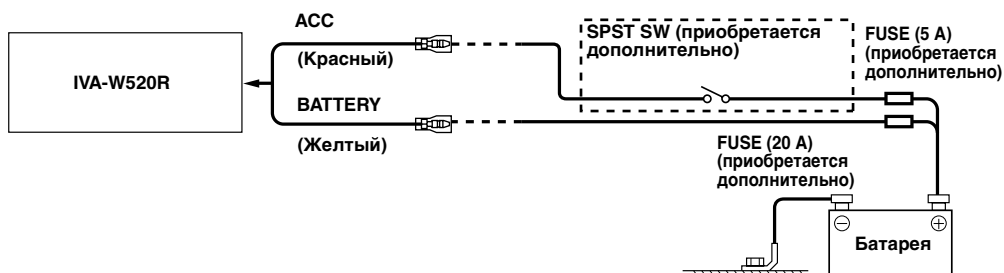 IVA-W520R
ACC
(Красный)
BATTERY
(Желтый)
SPST SW (приобретается
дополнительно)
FUSE (5 A)
(приобретается
дополнительно)
FUSE (20 A)
(приобретается
дополнительно)
Батарея